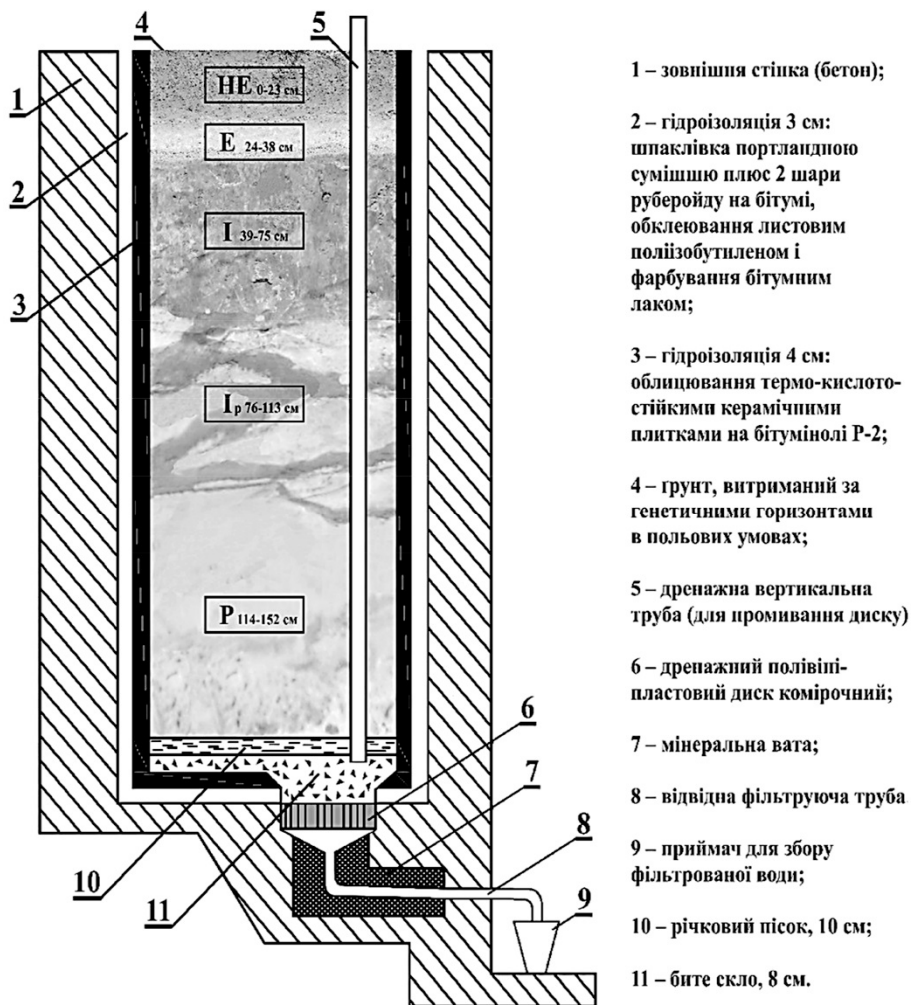 4
5
1
НЕ 0-23 см
Е 24-38 см
2
І 39-75 см
3
Ір 76-113 см
Р 114-152 см
6
7
8
9
10
11
1 – зовнішня стінка (бетон);
2 – гідроізоляція 3 см:
шпаклівка портландною
сумішшю плюс 2 шари
руберойду на бітумі,
обклеювання листовим
поліізобутиленом і
фарбування бітумним
лаком;
3 – гідроізоляція 4 см:
облицювання термо-кислото-
стійкими керамічними
плитками на бітумінолі Р-2;
4 – ґрунт, витриманий за
генетичними горизонтами
в польових умовах;
5 – дренажна вертикальна
труба (для промивання диску)
6 – дренажний полівіні-
пластовий диск комірочний;
7 – мінеральна вата;
8 – відвідна фільтруюча труба
9 – приймач для збору
фільтрованої води;
10 – річковий пісок, 10 см;
11 – бите скло, 8 см.